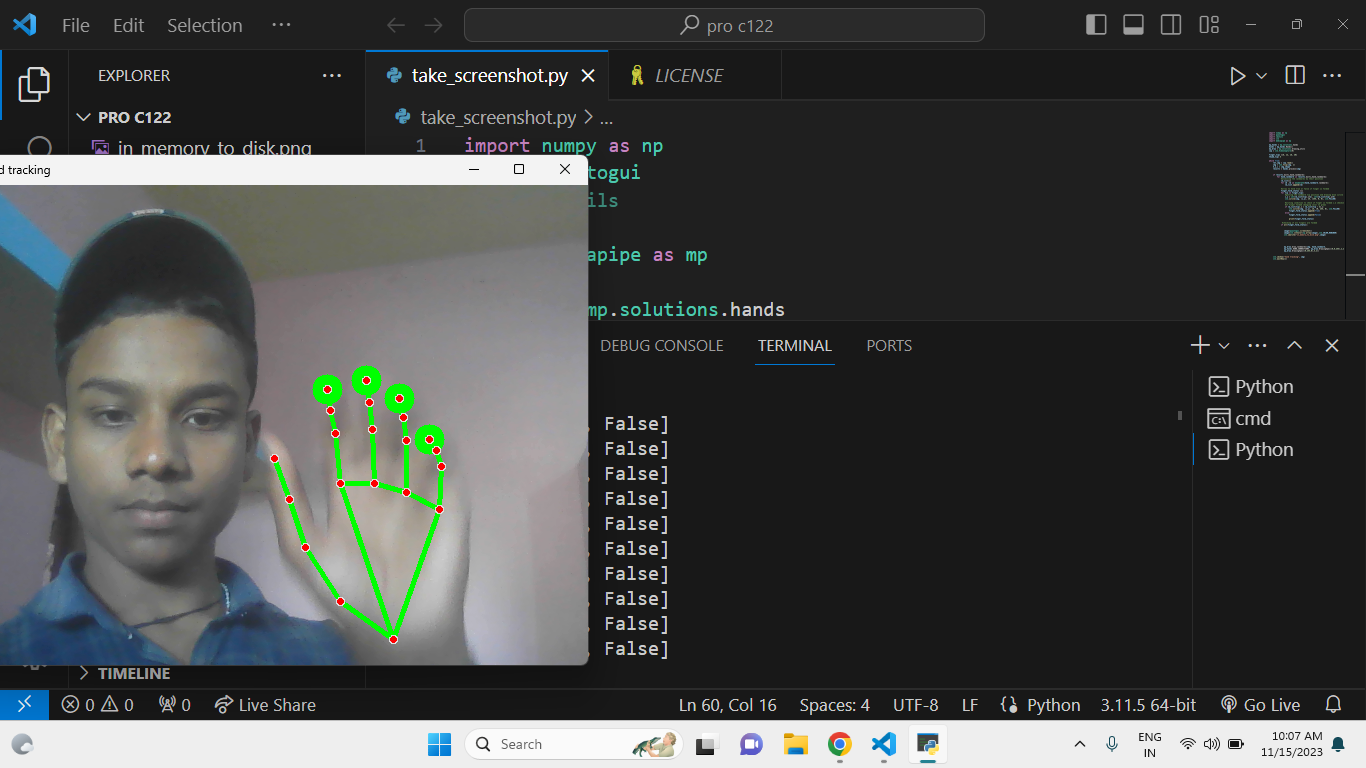 File Edit Selection ··· pro c122
EXPLORER ···
take_screenshot.py
LICENSE
PRO C122
take_screenshot.py > ...
in_memory_to_disk.png
1 import numpy as np
togui
ils
apipe as mp
mp.solutions.hands
d tracking
DEBUG CONSOLE TERMINAL PORTS
Python
cmd
Python
, False]
, False]
, False]
, False]
, False]
, False]
, False]
, False]
, False]
, False]
TIMELINE
0 0 0 Live Share Ln 60, Col 16 Spaces: 4 UTF-8 LF Python 3.11.5 64-bit Go Live
Search
ENG
IN
10:07 AM
11/15/2023